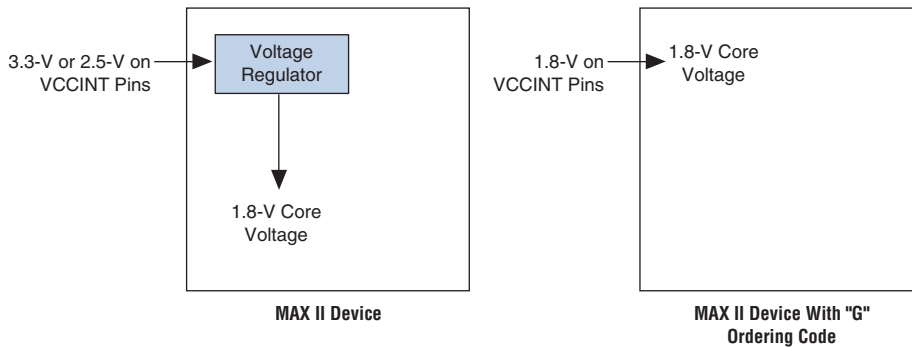 3.3-V or 2.5-V on
VCCINT Pins
Voltage
Regulator
1.8-V Core
Voltage
MAX II Device
1.8-V on
VCCINT Pins
1.8-V Core
Voltage
MAX II Device With "G"
Ordering Code